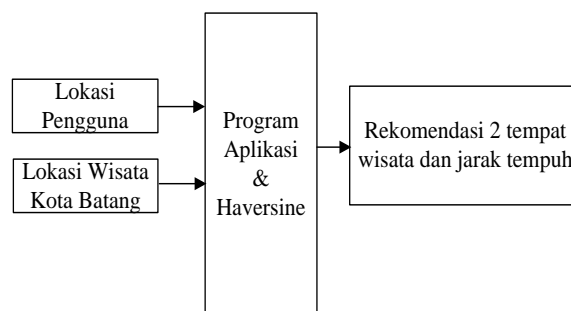 Lokasi
Pengguna
Lokasi Wisata
Kota Batang
Program
Aplikasi
&
Haversine
Rekomendasi 2 tempat
wisata dan jarak tempuh